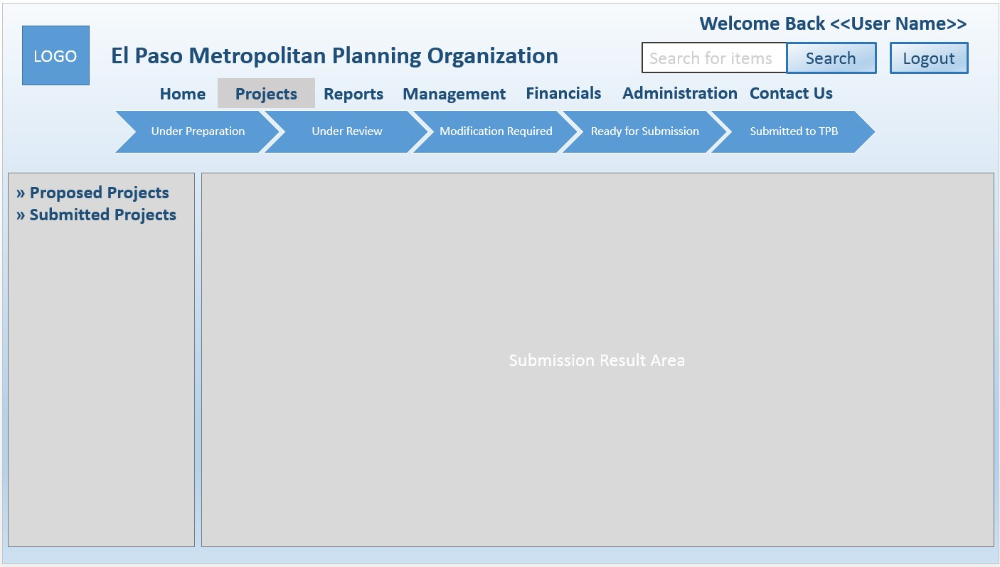 Welcome Back <<User Name>>
LOGO
El Paso Metropolitan Planning Organization
Search for items
Search
Logout
Home Projects Reports Management Financials Administration Contact Us
Under Preparation Under Review Modification Required Ready for Submission Submitted to TPB
» Proposed Projects
» Submitted Projects
Submission Result Area